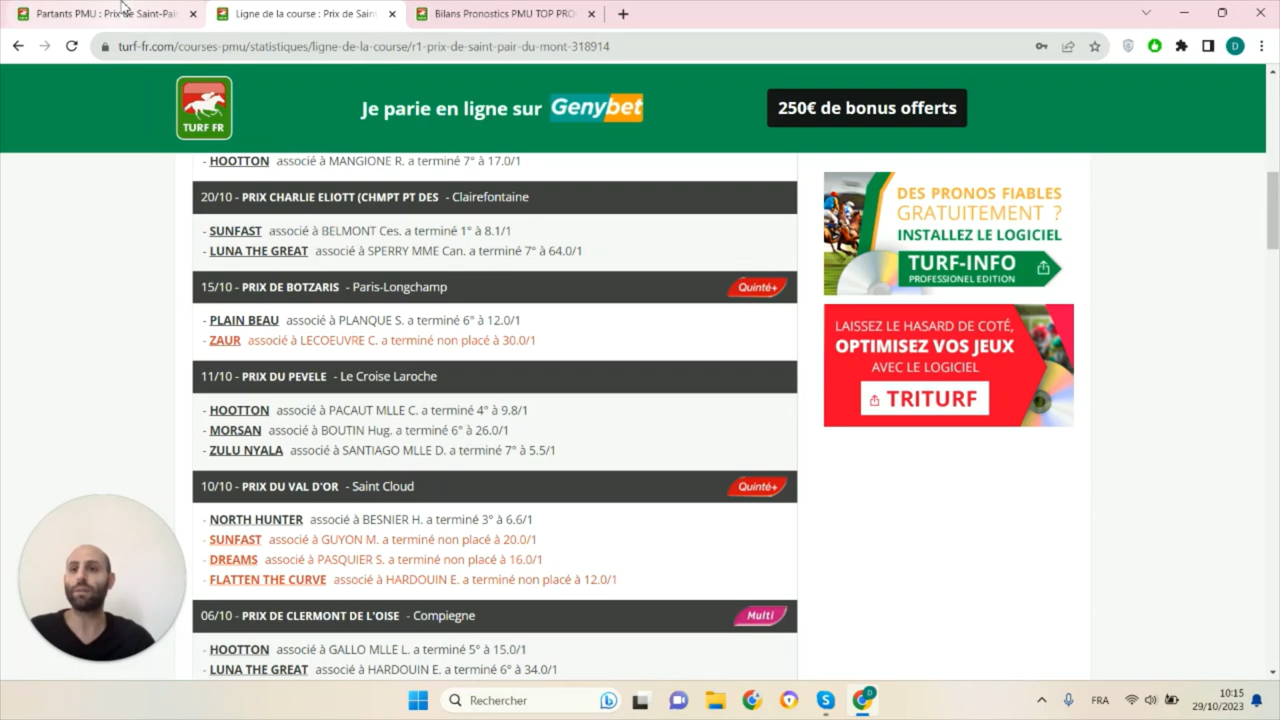 Partants PMU : Prix de Saint-Pair
Ligne de la course : Prix de Saint
Bilans Pronostics PMU TOP PRO
turf-fr.com/courses-pmu/statistiques/ligne-de-la-course/r1-prix-de-saint-pair-du-mont-318914
D
TURF FR
Je parie en ligne sur Genybet
250€ de bonus offerts
- HOOTTON associé à MANGIONE R. a terminé 7° à 17.0/1
20/10 - PRIX CHARLIE ELIOTT (CHMPT PT DES - Clairefontaine
- SUNFAST associé à BELMONT Ces. a terminé 1° à 8.1/1
- LUNA THE GREAT associé à SPERRY MME Can. a terminé 7° à 64.0/1
15/10 - PRIX DE BOTZARIS - Paris-Longchamp Quinté+
- PLAIN BEAU associé à PLANQUE S. a terminé 6° à 12.0/1
- ZAUR associé à LECOEUVRE C. a terminé non placé à 30.0/1
11/10 - PRIX DU PEVELE - Le Croise Laroche
- HOOTTON associé à PACAUT MLLE C. a terminé 4° à 9.8/1
- MORSAN associé à BOUTIN Hug. a terminé 6° à 26.0/1
- ZULU NYALA associé à SANTIAGO MLLE D. a terminé 7° à 5.5/1
10/10 - PRIX DU VAL D'OR - Saint Cloud Quinté+
- NORTH HUNTER associé à BESNIER H. a terminé 3° à 6.6/1
- SUNFAST associé à GUYON M. a terminé non placé à 20.0/1
- DREAMS associé à PASQUIER S. a terminé non placé à 16.0/1
- FLATTEN THE CURVE associé à HARDOUIN E. a terminé non placé à 12.0/1
06/10 - PRIX DE CLERMONT DE L'OISE - Compiegne Multi
- HOOTTON associé à GALLO MLLE L. a terminé 5° à 15.0/1
- LUNA THE GREAT associé à HARDOUIN E. a terminé 6° à 34.0/1
DES PRONOS FIABLES
GRATUITEMENT ?
INSTALLEZ LE LOGICIEL
TURF-INFO
PROFESSIONEL EDITION
LAISSEZ LE HASARD DE COTÉ,
OPTIMISEZ VOS JEUX
AVEC LE LOGICIEL
TRITURF
Rechercher
FRA
10:15
29/10/2023